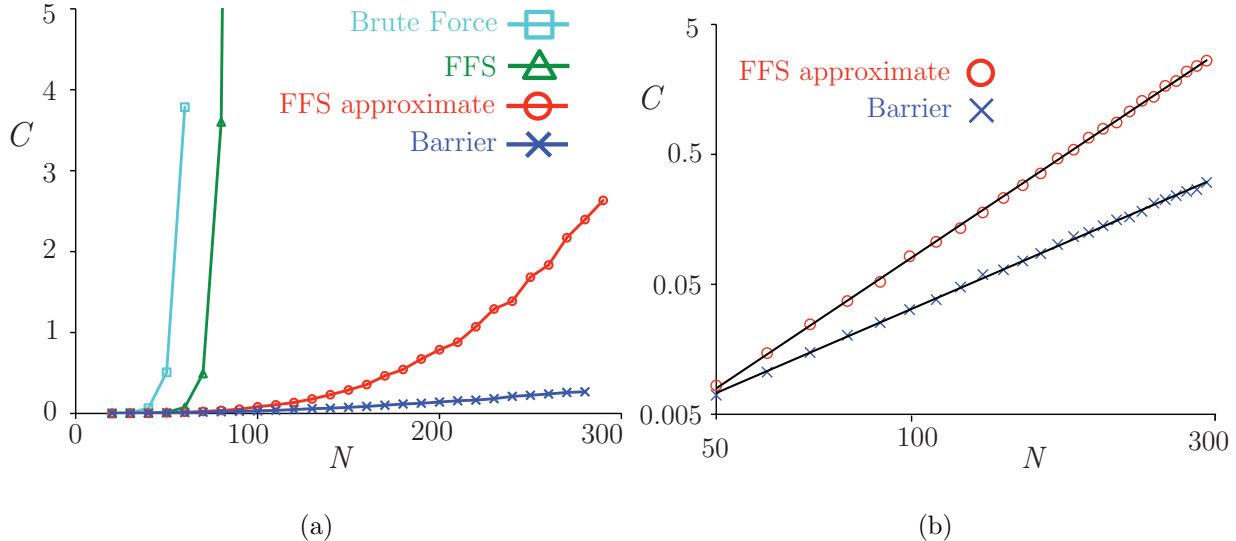 5
4
3
2
1
0
C
0
100
200
300
N
Brute Force
FFS
FFS approximate
Barrier
(a)
5
0.5
0.05
0.005
C
50
100
300
N
FFS approximate
Barrier
(b)